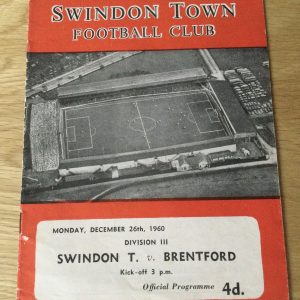 SWINDON TOWN
FOOTBALL CLUB
MONDAY, DECEMBER 26th, 1960
DIVISION III
SWINDON T. v. BRENTFORD
Kick-off 3 p.m.
Official Programme 4d.